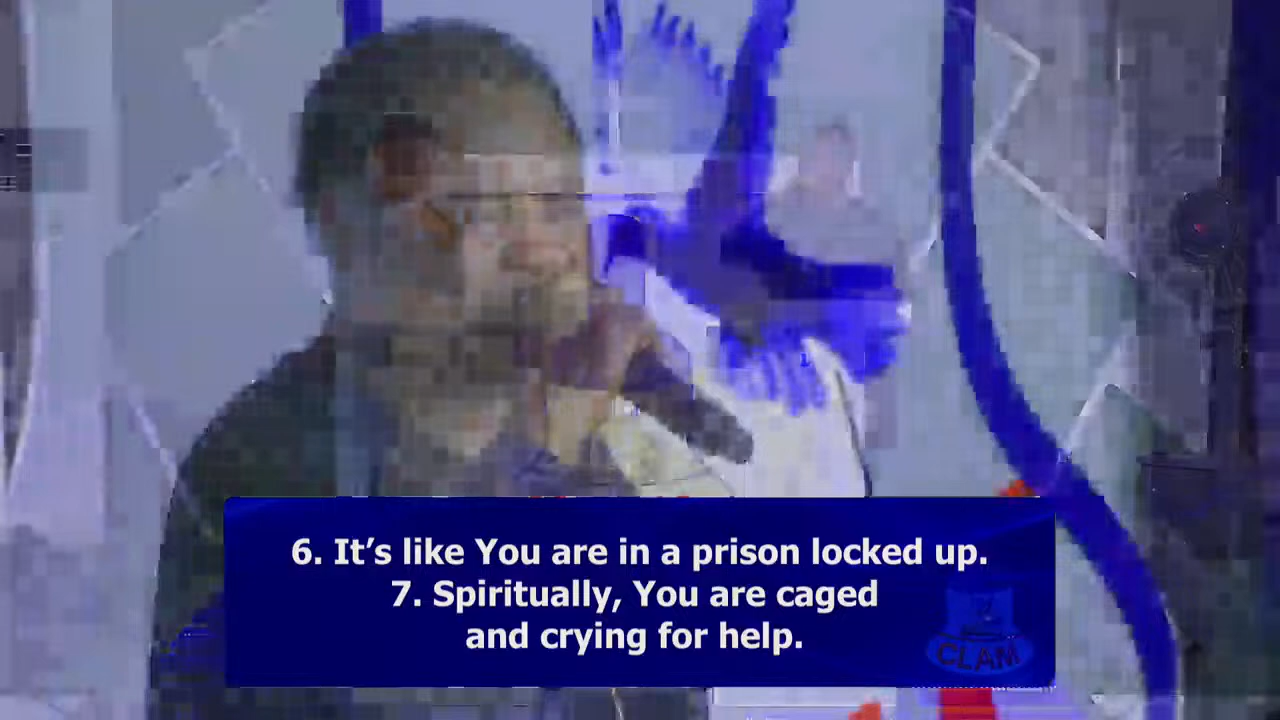 6. It's like You are in a prison locked up.
7. Spiritually, You are caged
and crying for help.
CLAM